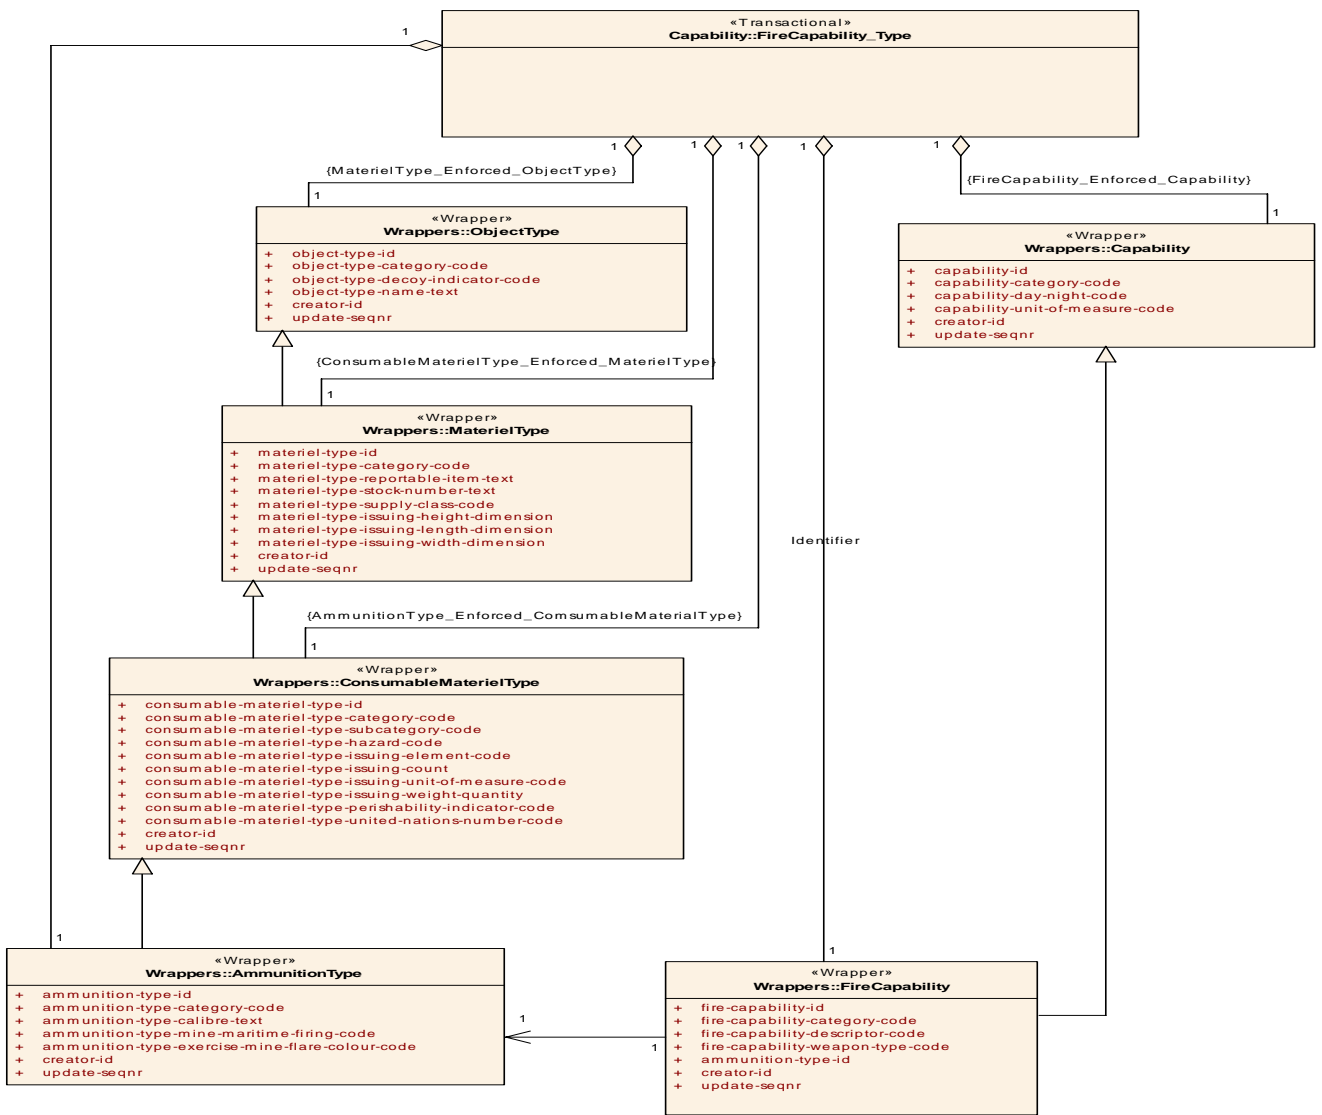 «Transactional»
Capability::FireCapability_Type
1
1
1
1
1
1
{MaterielType_Enforced_ObjectType}
{FireCapability_Enforced_Capability}
1
1
«Wrapper»
Wrappers::ObjectType
+ object-type-id
+ object-type-category-code
+ object-type-decoy-indicator-code
+ object-type-name-text
+ creator-id
+ update-seqnr
«Wrapper»
Wrappers::Capability
+ capability-id
+ capability-category-code
+ capability-day-night-code
+ capability-unit-of-measure-code
+ creator-id
+ update-seqnr
{ConsumableMaterielType_Enforced_MaterielType}
1
«Wrapper»
Wrappers::MaterielType
+ materiel-type-id
+ materiel-type-category-code
+ materiel-type-reportable-item-text
+ materiel-type-stock-number-text
+ materiel-type-supply-class-code
+ materiel-type-issuing-height-dimension
+ materiel-type-issuing-length-dimension
+ materiel-type-issuing-width-dimension
+ creator-id
+ update-seqnr
Identifier
{AmmunitionType_Enforced_ComsumableMaterialType}
1
«Wrapper»
Wrappers::ConsumableMaterielType
+ consumable-materiel-type-id
+ consumable-materiel-type-category-code
+ consumable-materiel-type-subcategory-code
+ consumable-materiel-type-hazard-code
+ consumable-materiel-type-issuing-element-code
+ consumable-materiel-type-issuing-count
+ consumable-materiel-type-issuing-unit-of-measure-code
+ consumable-materiel-type-issuing-weight-quantity
+ consumable-materiel-type-perishability-indicator-code
+ consumable-materiel-type-united-nations-number-code
+ creator-id
+ update-seqnr
1
1
«Wrapper»
Wrappers::AmmunitionType
+ ammunition-type-id
+ ammunition-type-category-code
+ ammunition-type-calibre-text
+ ammunition-type-mine-maritime-firing-code
+ ammunition-type-exercise-mine-flare-colour-code
+ creator-id
+ update-seqnr
1
1
«Wrapper»
Wrappers::FireCapability
+ fire-capability-id
+ fire-capability-category-code
+ fire-capability-descriptor-code
+ fire-capability-weapon-type-code
+ ammunition-type-id
+ creator-id
+ update-seqnr